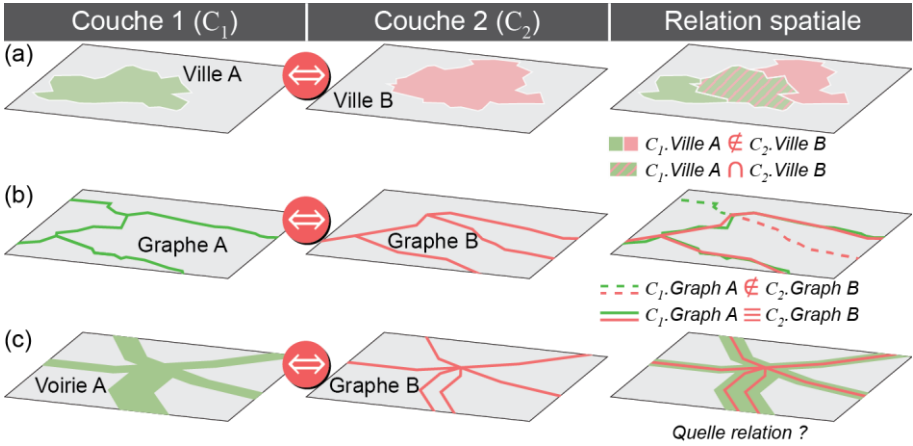 Couche 1 (C₁) Couche 2 (C₂) Relation spatiale
(a)
Ville A
Ville B
C₁.Ville A ∉ C₂.Ville B
C₁.Ville A ∩ C₂.Ville B
(b)
Graphe A
Graphe B
C₁.Graph A ∉ C₂.Graph B
C₁.Graph A ≡ C₂.Graph B
(c)
Voirie A
Graphe B
Quelle relation ?